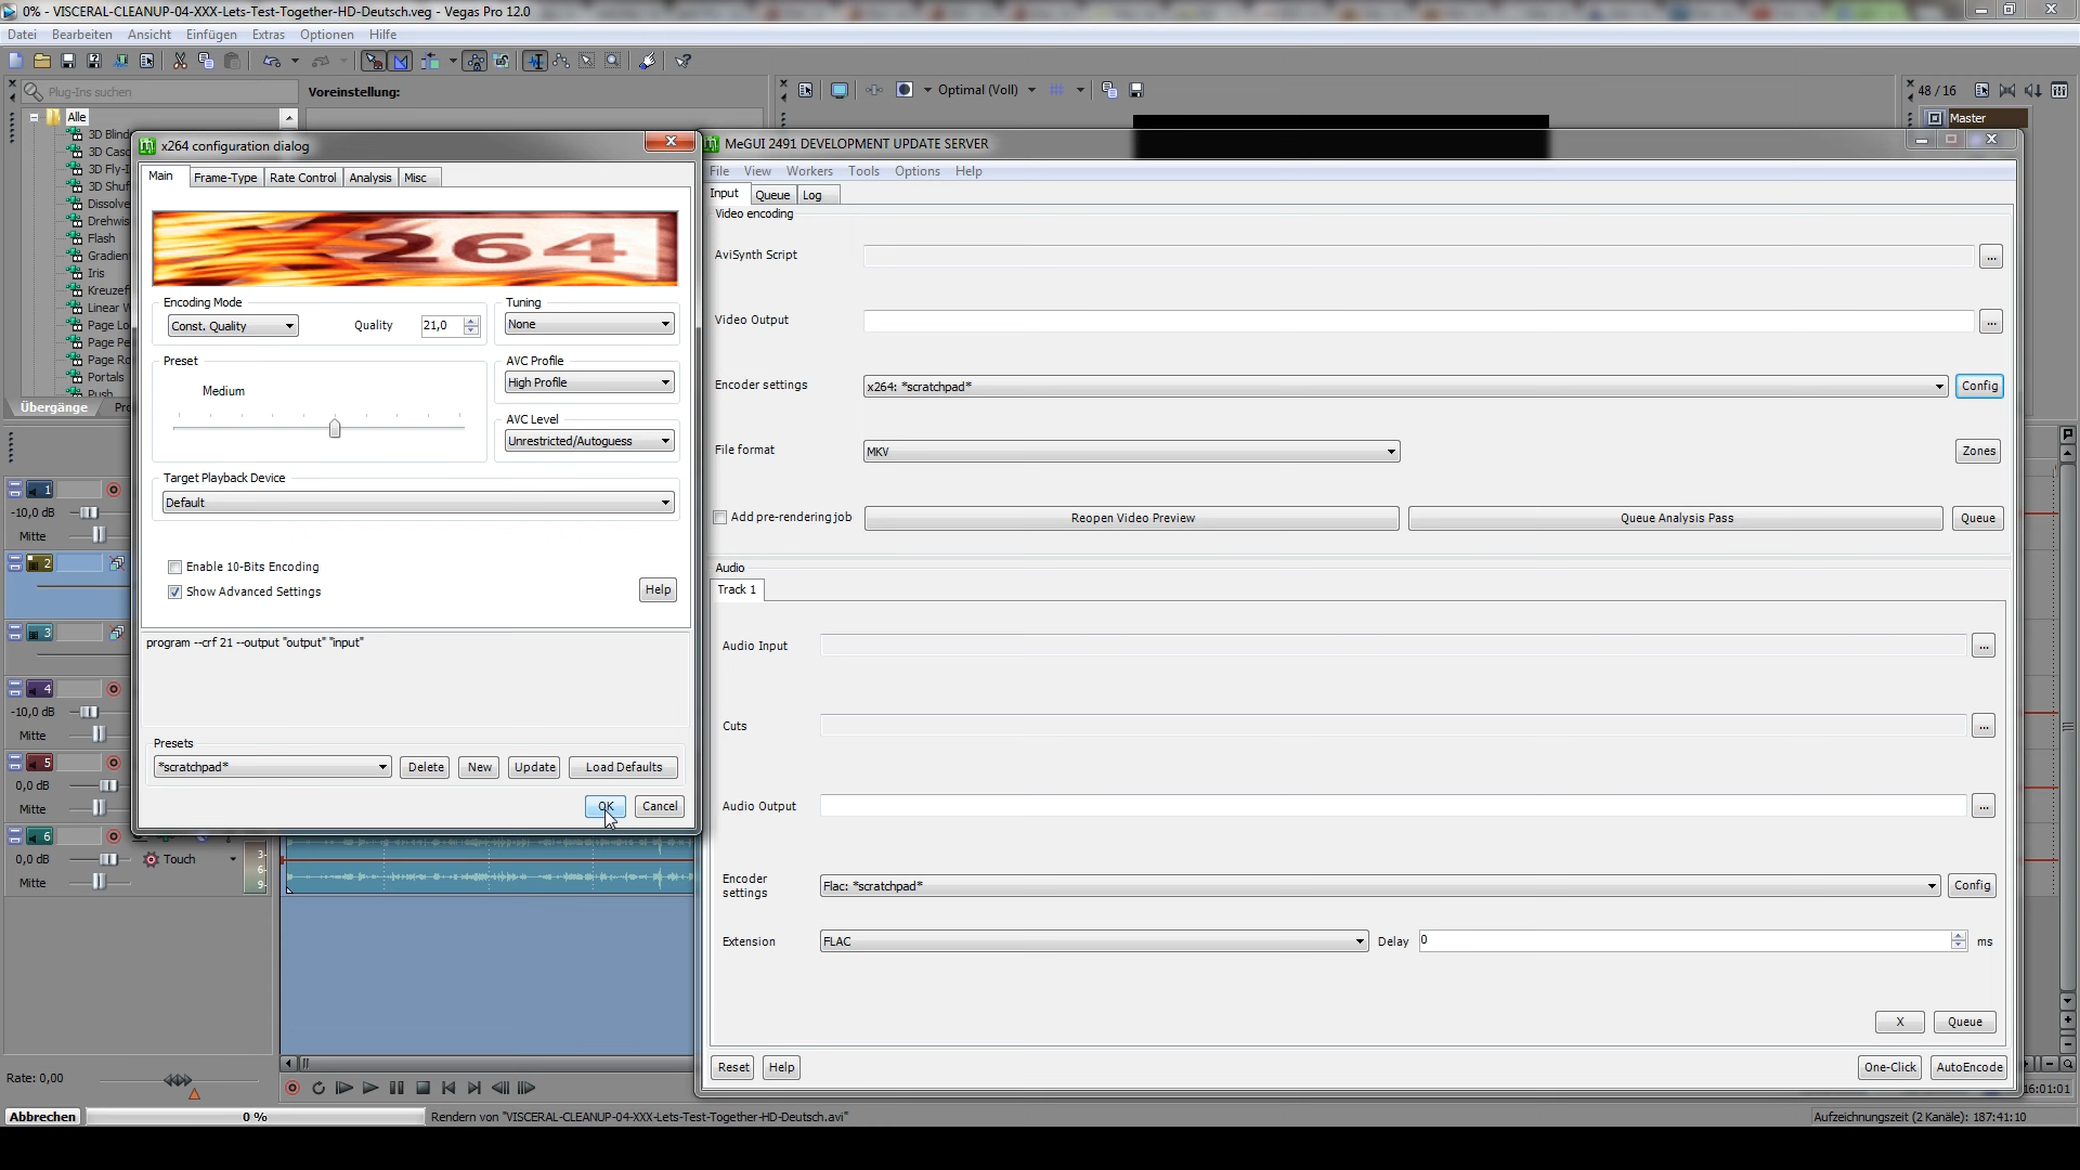 0% - VISCERAL-CLEANUP-04-XXX-Lets-Test-Together-HD-Deutsch.veg - Vegas Pro 12.0
Datei Bearbeiten Ansicht Einfügen Extras Optionen Hilfe
Plug-Ins suchen
Voreinstellung:
Optimal (Voll)
48 / 16
Alle
Master
3D Blind
3D Casc
3D Fly-I
3D Shuf
Dissolve
Drehwis
Flash
Gradien
Iris
Kreuzef
Linear W
Page Lo
Page Pe
Page Ro
Portals
Push
Übergänge
x264 configuration dialog
Main Frame-Type Rate Control Analysis Misc
x264
Encoding Mode
Const. Quality
Quality 21,0
Tuning
None
Preset
Medium
AVC Profile
High Profile
AVC Level
Unrestricted/Autoguess
Target Playback Device
Default
Enable 10-Bits Encoding
Show Advanced Settings
Help
program --crf 21 --output "output" "input"
Presets
*scratchpad*
Delete New Update Load Defaults
OK Cancel
MeGUI 2491 DEVELOPMENT UPDATE SERVER
File View Workers Tools Options Help
Input Queue Log
Video encoding
AviSynth Script ...
Video Output ...
Encoder settings x264: *scratchpad* Config
File format MKV Zones
Add pre-rendering job Reopen Video Preview Queue Analysis Pass Queue
Audio
Track 1
Audio Input ...
Cuts ...
Audio Output ...
Encoder settings Flac: *scratchpad* Config
Extension FLAC Delay 0 ms
X Queue
Reset Help One-Click AutoEncode
1
-10,0 dB
Mitte
2
3
4
-10,0 dB
Mitte
5
0,0 dB
Mitte
6
0,0 dB Touch
Mitte
3-
6-
9-
Rate: 0,00
16:01:01
Abbrechen 0 % Rendern von "VISCERAL-CLEANUP-04-XXX-Lets-Test-Together-HD-Deutsch.avi" Aufzeichnungszeit (2 Kanäle): 187:41:10